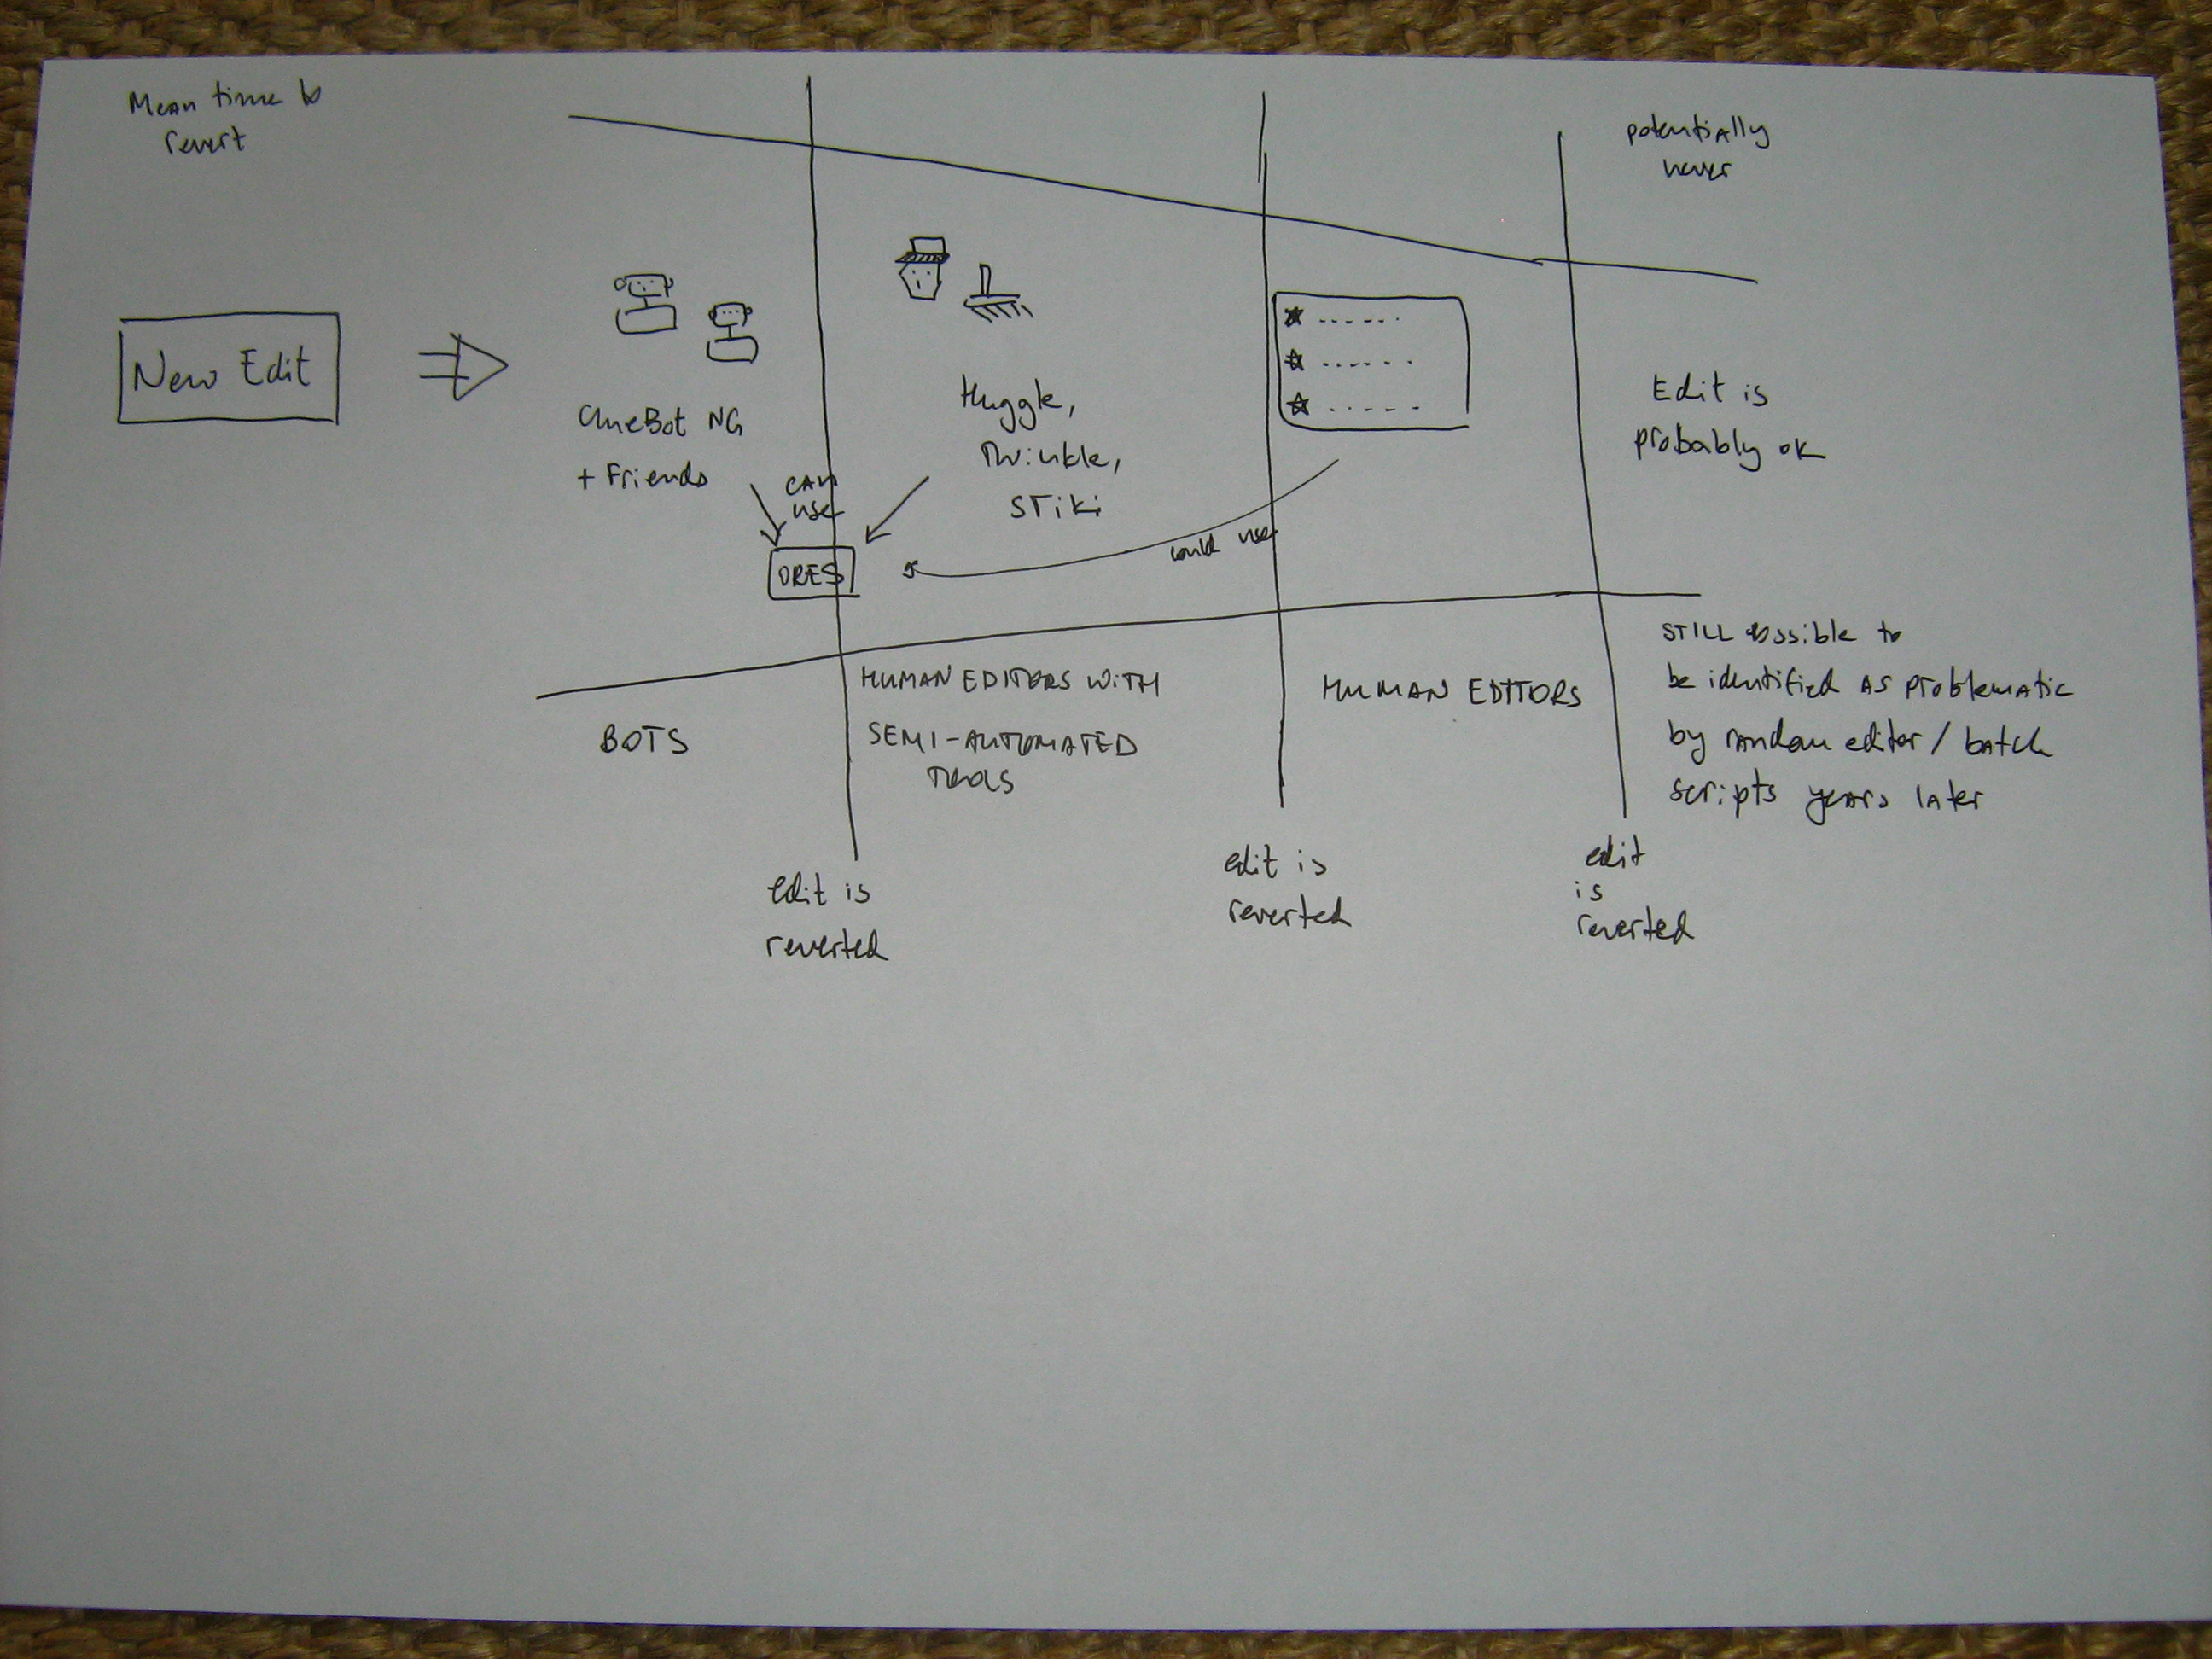 Mean time to
revert
potentially
never
New Edit
ClueBot NG
+ Friends
can
use
ORES
Huggle,
Twinkle,
STiki
could use
Edit is
probably ok
BOTS
HUMAN EDITORS WITH
SEMI-AUTOMATED
TOOLS
HUMAN EDITORS
STILL possible to
be identified as problematic
by random editor / batch
scripts years later
edit is
reverted
edit is
reverted
edit
is
reverted